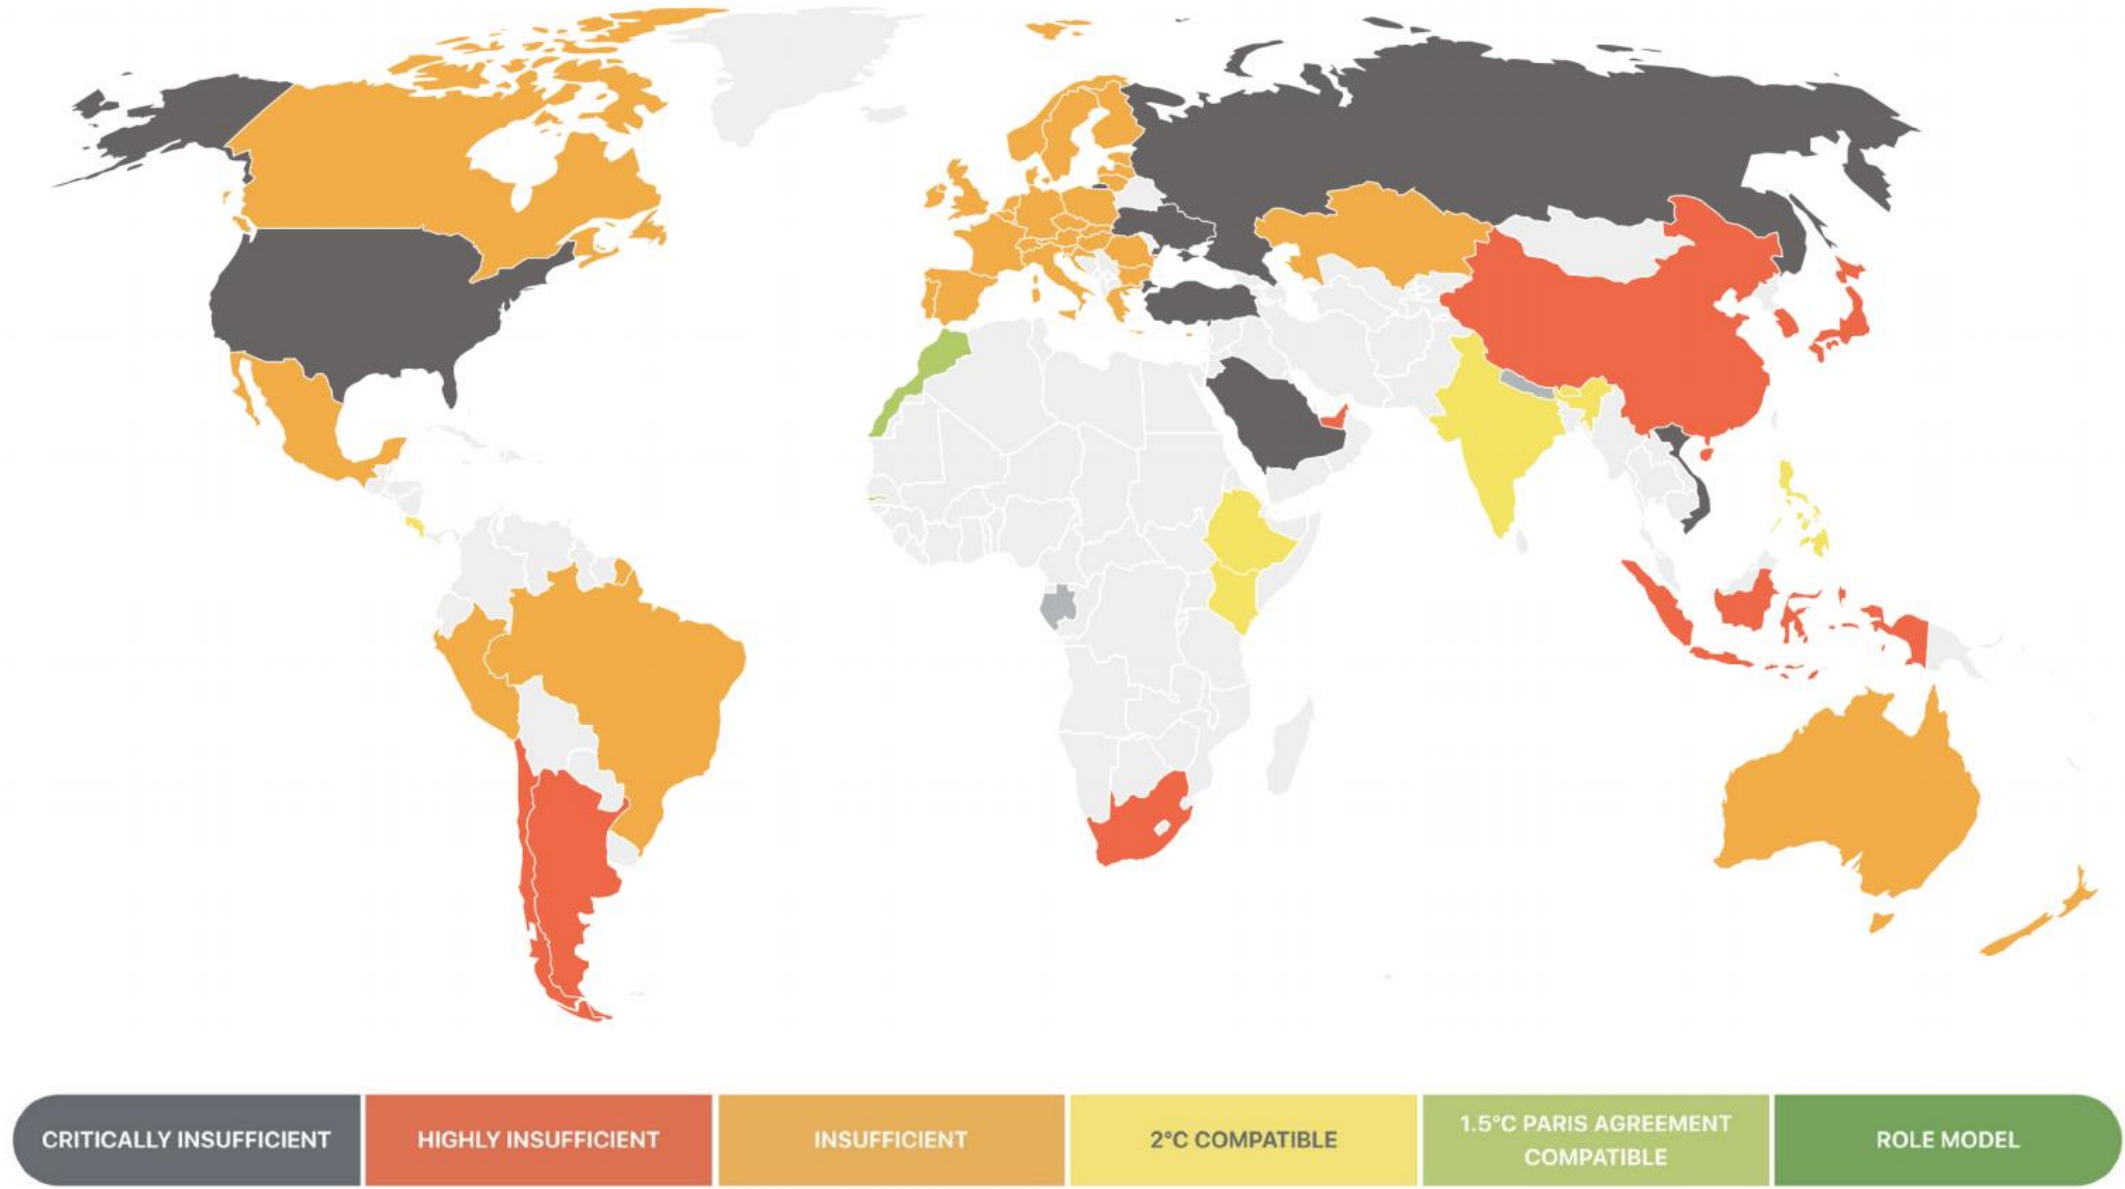 CRITICALLY INSUFFICIENT
HIGHLY INSUFFICIENT
INSUFFICIENT
2°C COMPATIBLE
1.5°C PARIS AGREEMENT
COMPATIBLE
ROLE MODEL